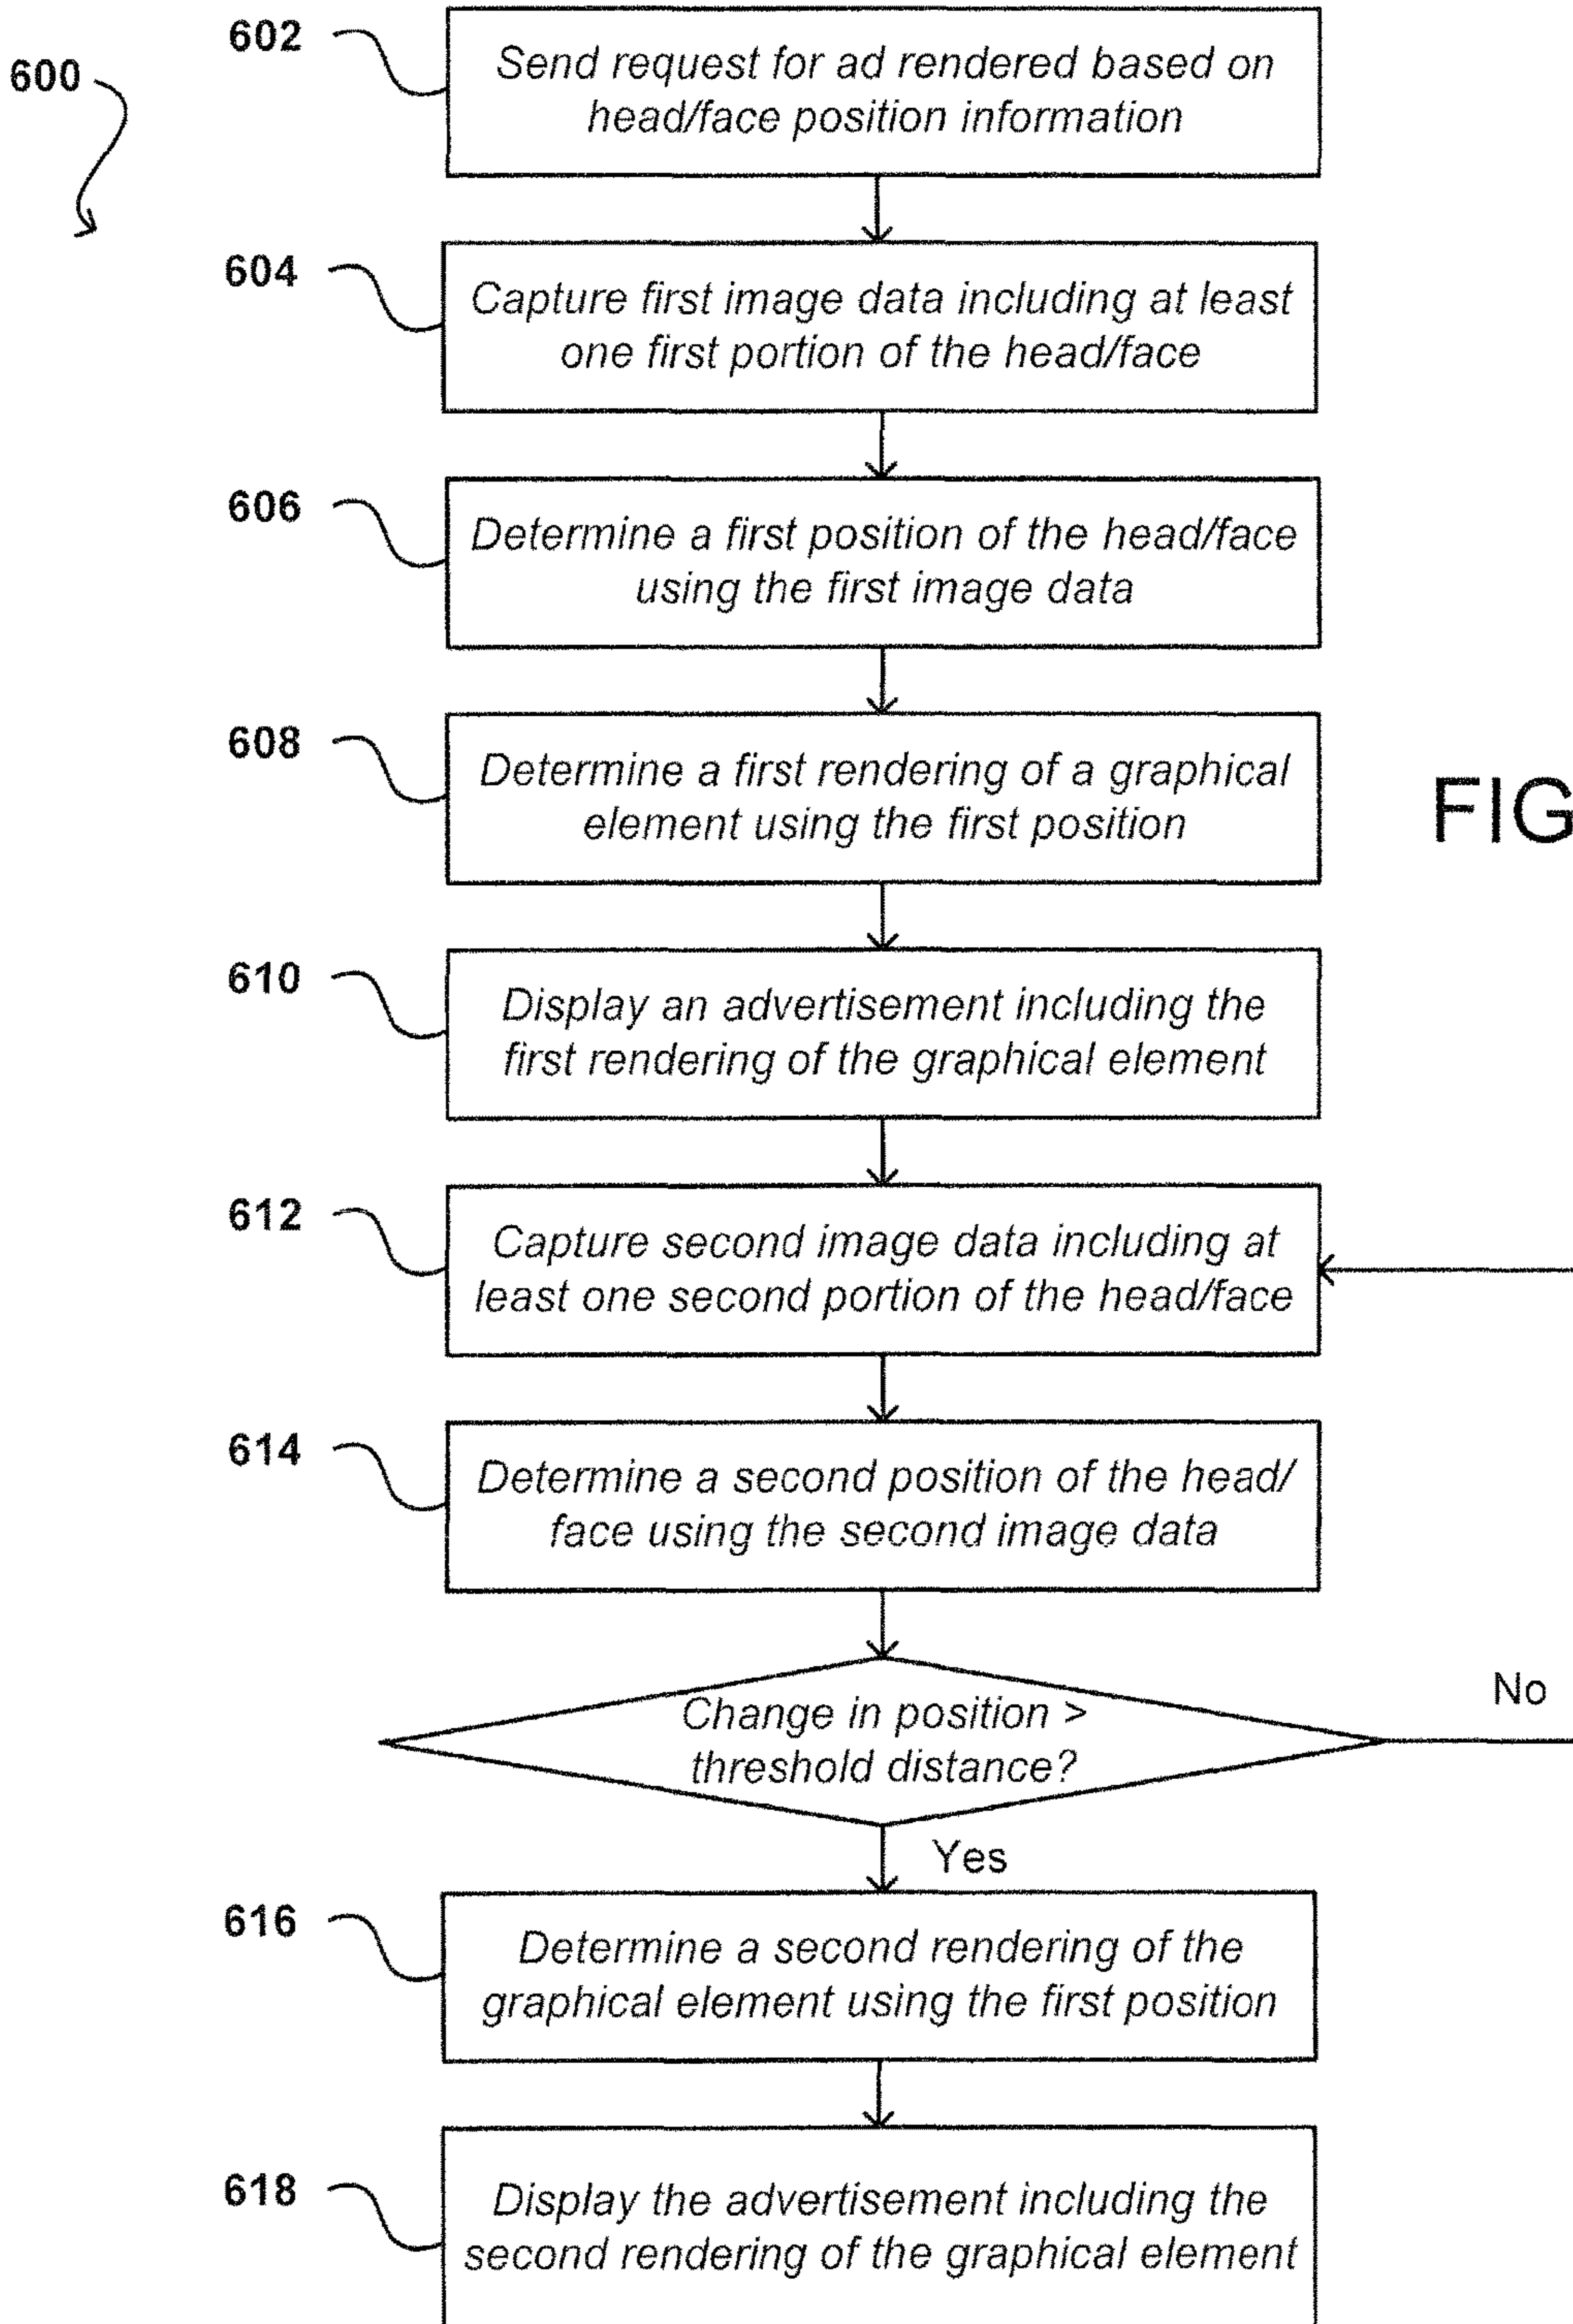 600
602
Send request for ad rendered based on
head/face position information
604
Capture first image data including at least
one first portion of the head/face
606
Determine a first position of the head/face
using the first image data
608
Determine a first rendering of a graphical
element using the first position
FIG
610
Display an advertisement including the
first rendering of the graphical element
612
Capture second image data including at
least one second portion of the head/face
614
Determine a second position of the head/
face using the second image data
Change in position >
threshold distance?
No
Yes
616
Determine a second rendering of the
graphical element using the first position
618
Display the advertisement including the
second rendering of the graphical element